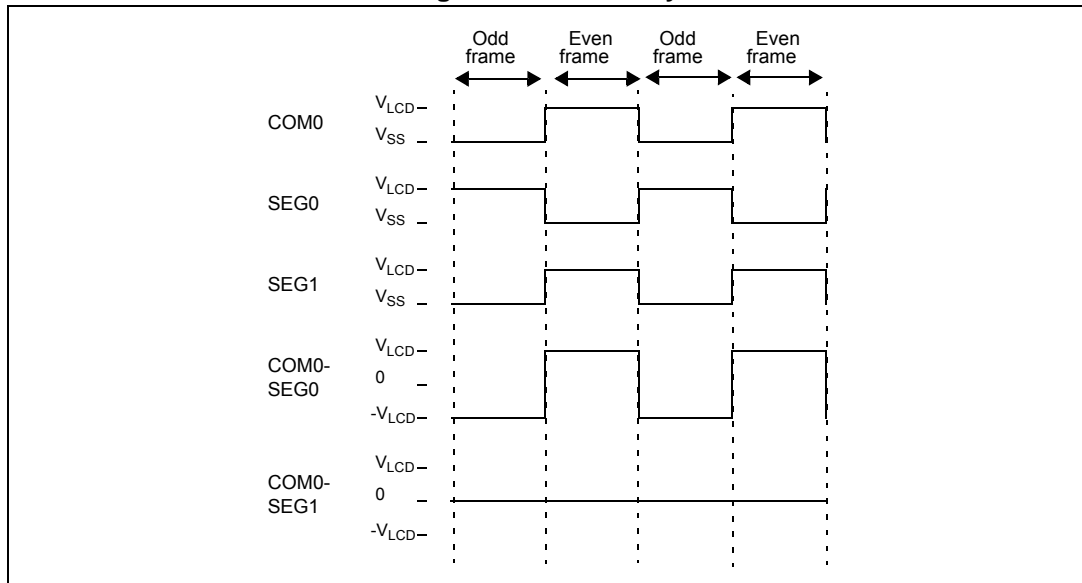 Odd frame
Even frame
Odd frame
Even frame
COM0
VLCD
VSS
SEG0
VLCD
VSS
SEG1
VLCD
VSS
COM0-
SEG0
VLCD
0
-VLCD
COM0-
SEG1
VLCD
0
-VLCD